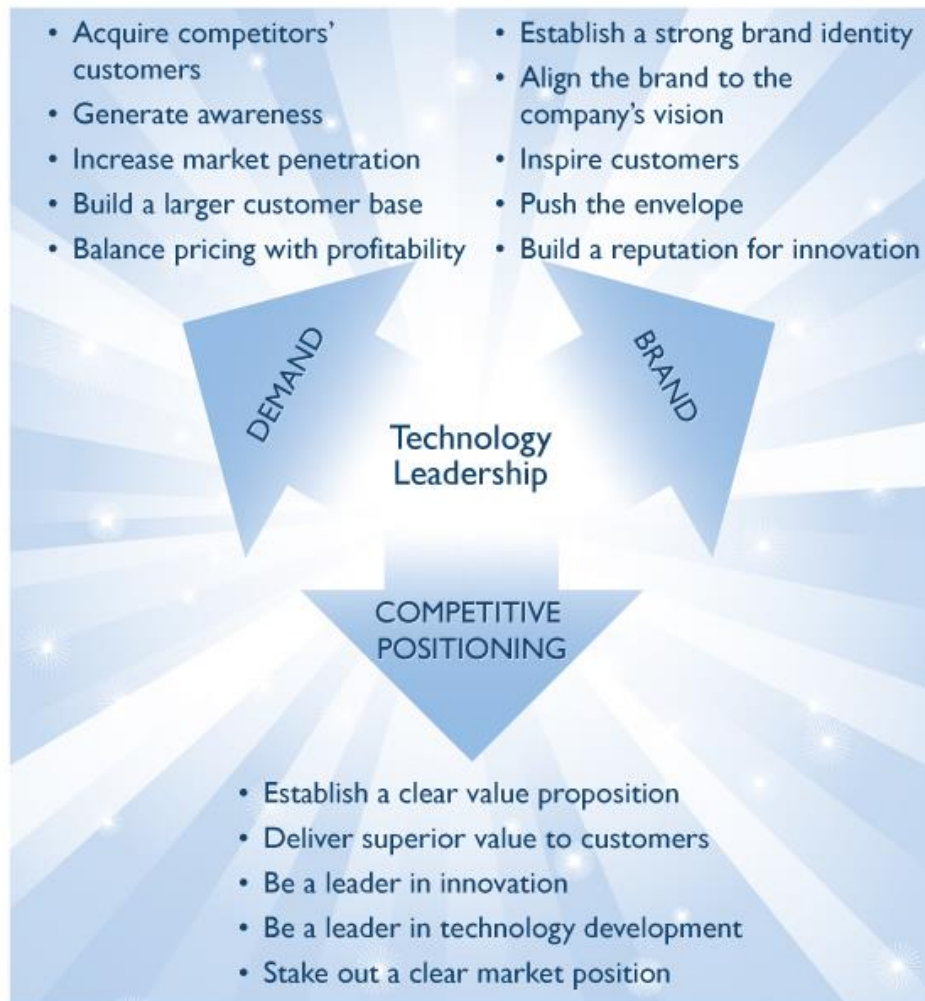 • Acquire competitors'
customers
• Generate awareness
• Increase market penetration
• Build a larger customer base
• Balance pricing with profitability
• Establish a strong brand identity
• Align the brand to the
company's vision
• Inspire customers
• Push the envelope
• Build a reputation for innovation
DEMAND
BRAND
Technology
Leadership
COMPETITIVE
POSITIONING
• Establish a clear value proposition
• Deliver superior value to customers
• Be a leader in innovation
• Be a leader in technology development
• Stake out a clear market position